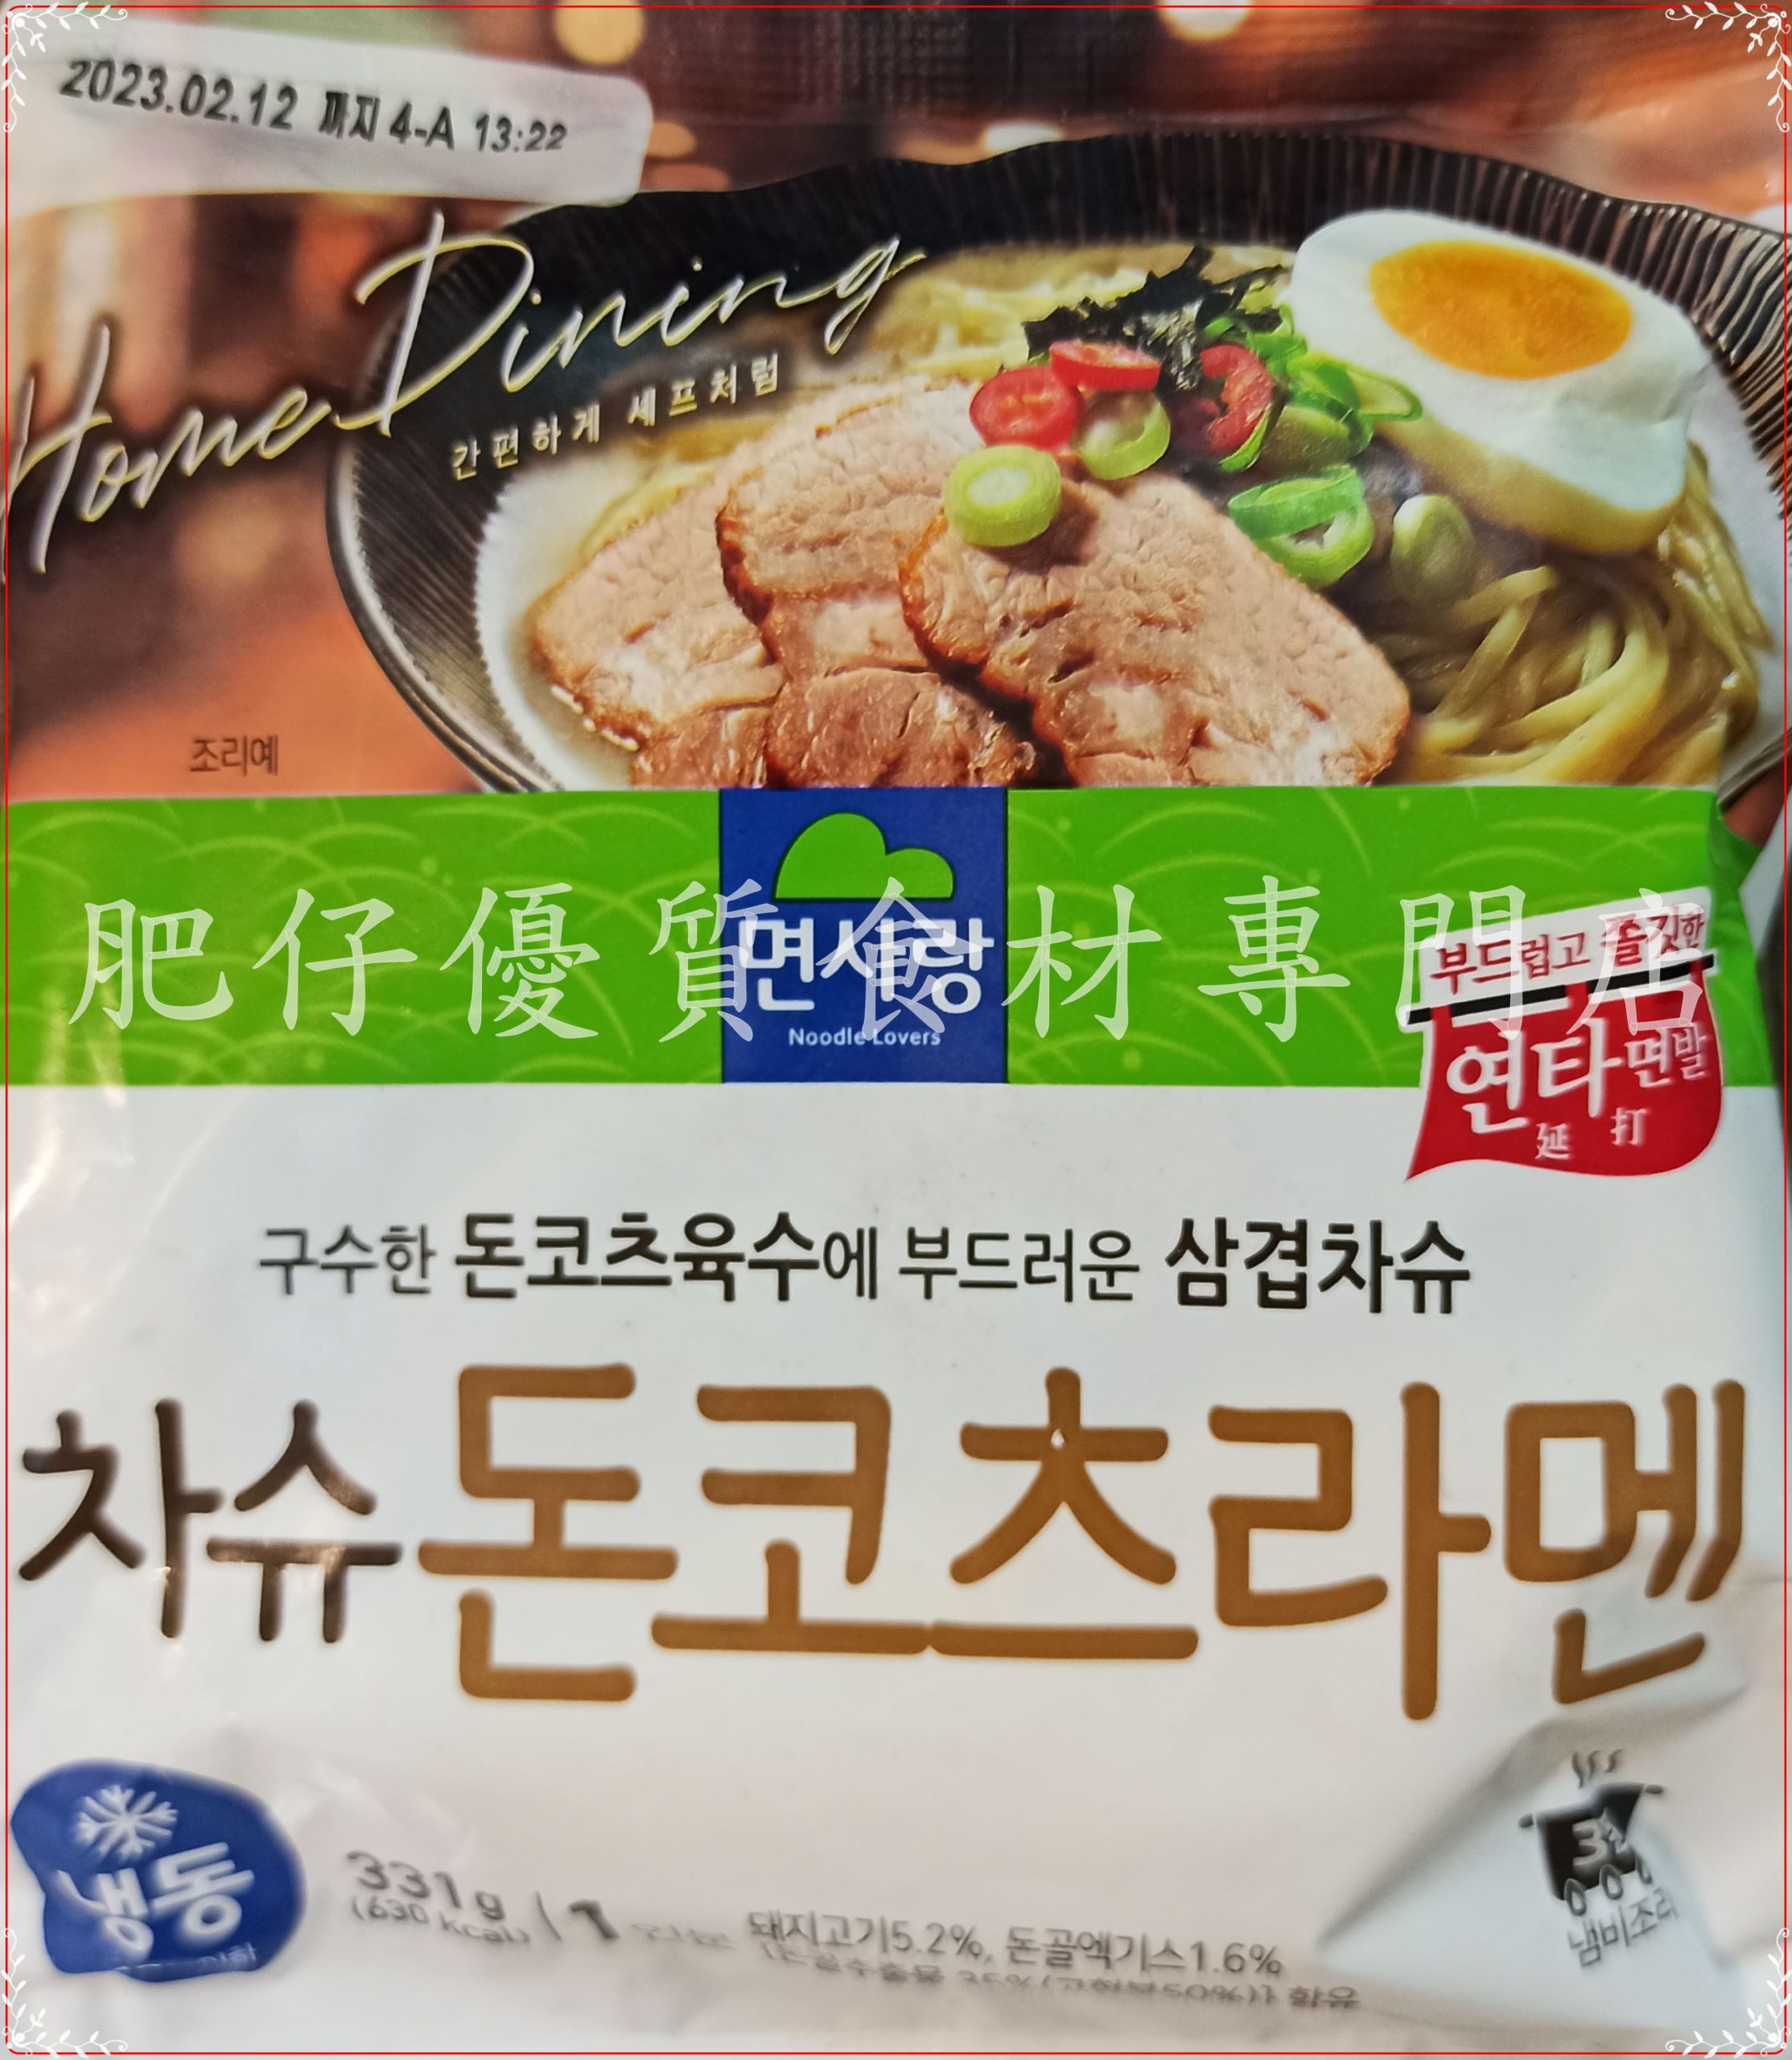 2023.02.12 까지 4-A 13:22
Home Dining
간편하게 셰프처럼
조리예
肥仔優質食材專門店
면사랑
Noodle Lovers
부드럽고 쫄깃한
연타면발
延打
구수한 돈코츠육수에 부드러운 삼겹차슈
차슈돈코츠라멘
냉동
331g
(630 kcal)
1
돼지고기5.2%, 돈골엑기스1.6%
함유
냄비조리